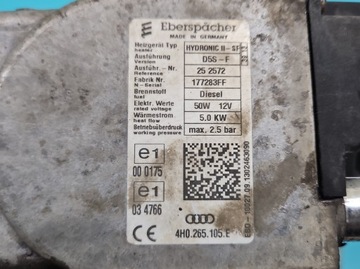 Eberspächer
MADE IN GERMANY
Heizgerät Typ HYDRONIC II-SF
heater
Ausführung D5S-F
Version
Ausführ.-Nr. 25 2572
Reference
Fabrik Nr. 177283FF
N-Serial
Brennstoff Diesel
fuel
Elektr. Werte 50W 12V
rated voltage
Wärmestrom 5.0 KW
heat flow
Betriebsüberdruck max. 2.5 bar
working pressure
e1
00 0175
e1
03 4766
4H0.265.105.E